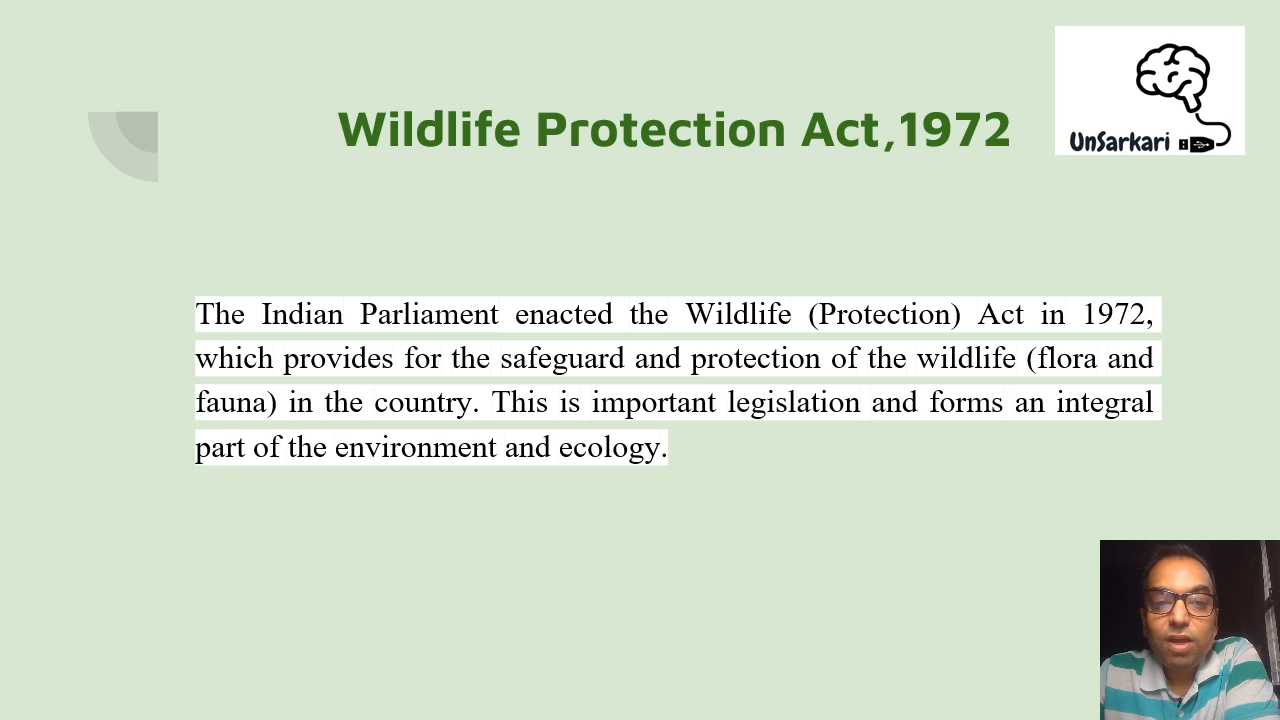 Wildlife Protection Act,1972
UnSarkari
The Indian Parliament enacted the Wildlife (Protection) Act in 1972,
which provides for the safeguard and protection of the wildlife (flora and
fauna) in the country. This is important legislation and forms an integral
part of the environment and ecology.